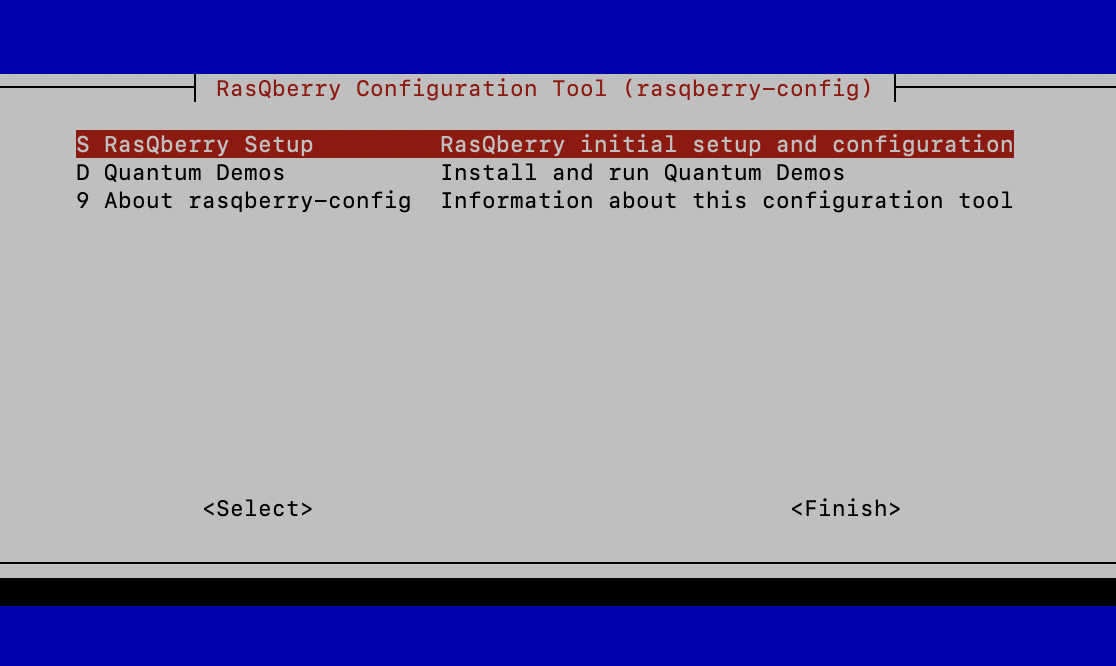 RasQberry Configuration Tool (rasqberry-config)
S RasQberry Setup RasQberry initial setup and configuration
D Quantum Demos Install and run Quantum Demos
9 About rasqberry-config Information about this configuration tool
<Select> <Finish>